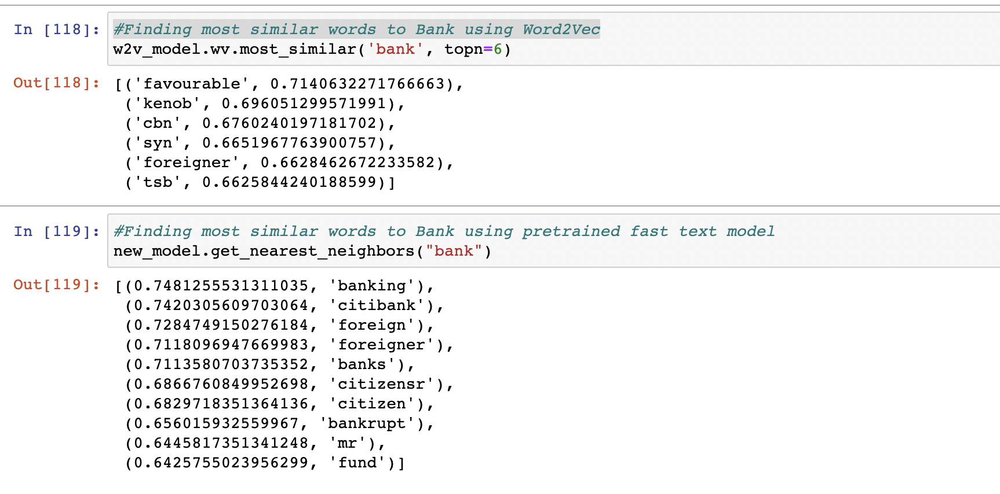 In [118]: #Finding most similar words to Bank using Word2Vec
w2v_model.wv.most_similar('bank', topn=6)
Out[118]: [('favourable', 0.7140632271766663),
('kenob', 0.696051299571991),
('cbn', 0.6760240197181702),
('syn', 0.6651967763900757),
('foreigner', 0.6628462672233582),
('tsb', 0.6625844240188599)]
In [119]: #Finding most similar words to Bank using pretrained fast text model
new_model.get_nearest_neighbors("bank")
Out[119]: [(0.7481255531311035, 'banking'),
(0.7420305609703064, 'citibank'),
(0.7284749150276184, 'foreign'),
(0.7118096947669983, 'foreigner'),
(0.7113580703735352, 'banks'),
(0.6866760849952698, 'citizensr'),
(0.6829718351364136, 'citizen'),
(0.656015932559967, 'bankrupt'),
(0.6445817351341248, 'mr'),
(0.6425755023956299, 'fund')]